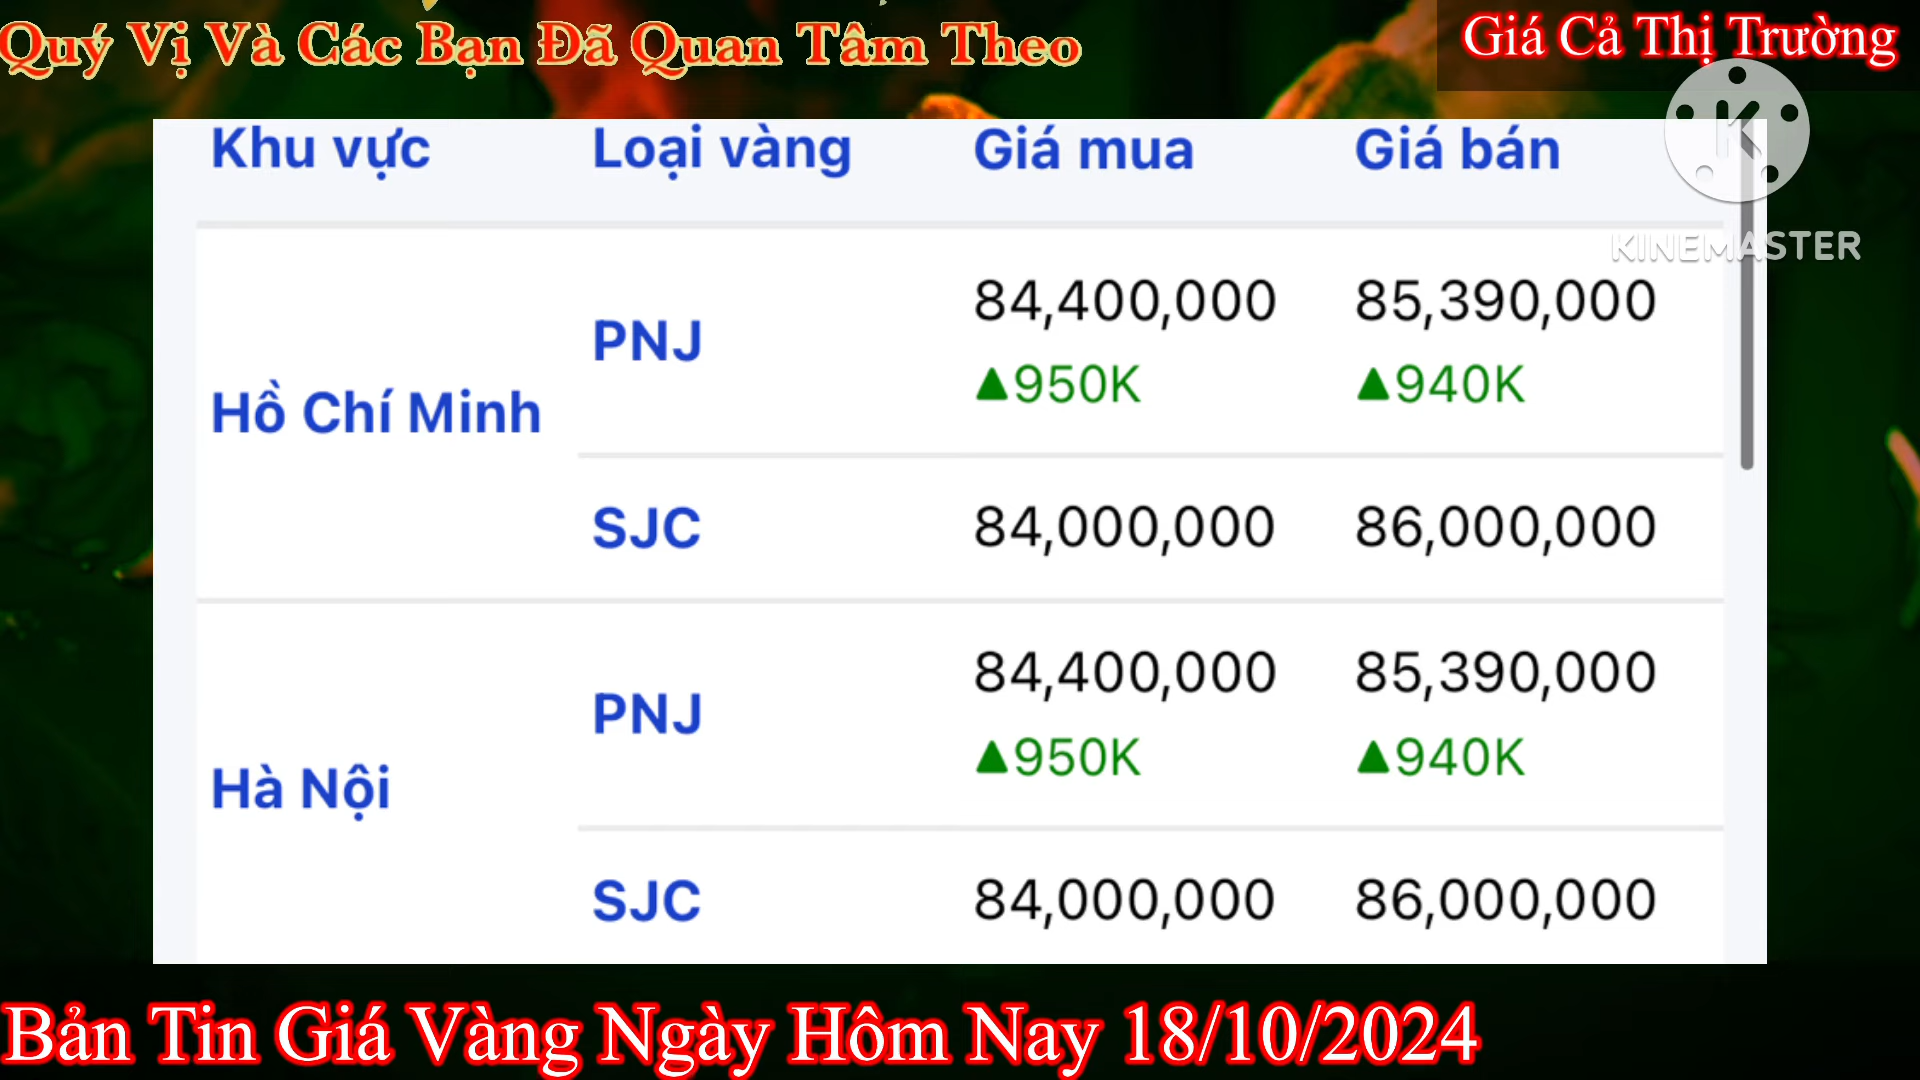 Quý Vị Và Các Bạn Đã Quan Tâm Theo
Giá Cả Thị Trường
KINEMASTER
Khu vực Loại vàng Giá mua Giá bán
Hồ Chí Minh
PNJ 84,400,000 85,390,000
▲950K ▲940K
SJC 84,000,000 86,000,000
Hà Nội
PNJ 84,400,000 85,390,000
▲950K ▲940K
SJC 84,000,000 86,000,000
Bản Tin Giá Vàng Ngày Hôm Nay 18/10/2024